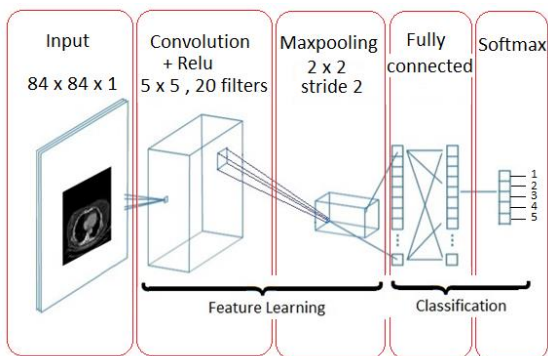 Input
84 x 84 x 1
Convolution
+ Relu
5 x 5 , 20 filters
Maxpooling
2 x 2
stride 2
Fully
connected
Softmax
1
2
3
4
5
Feature Learning
Classification